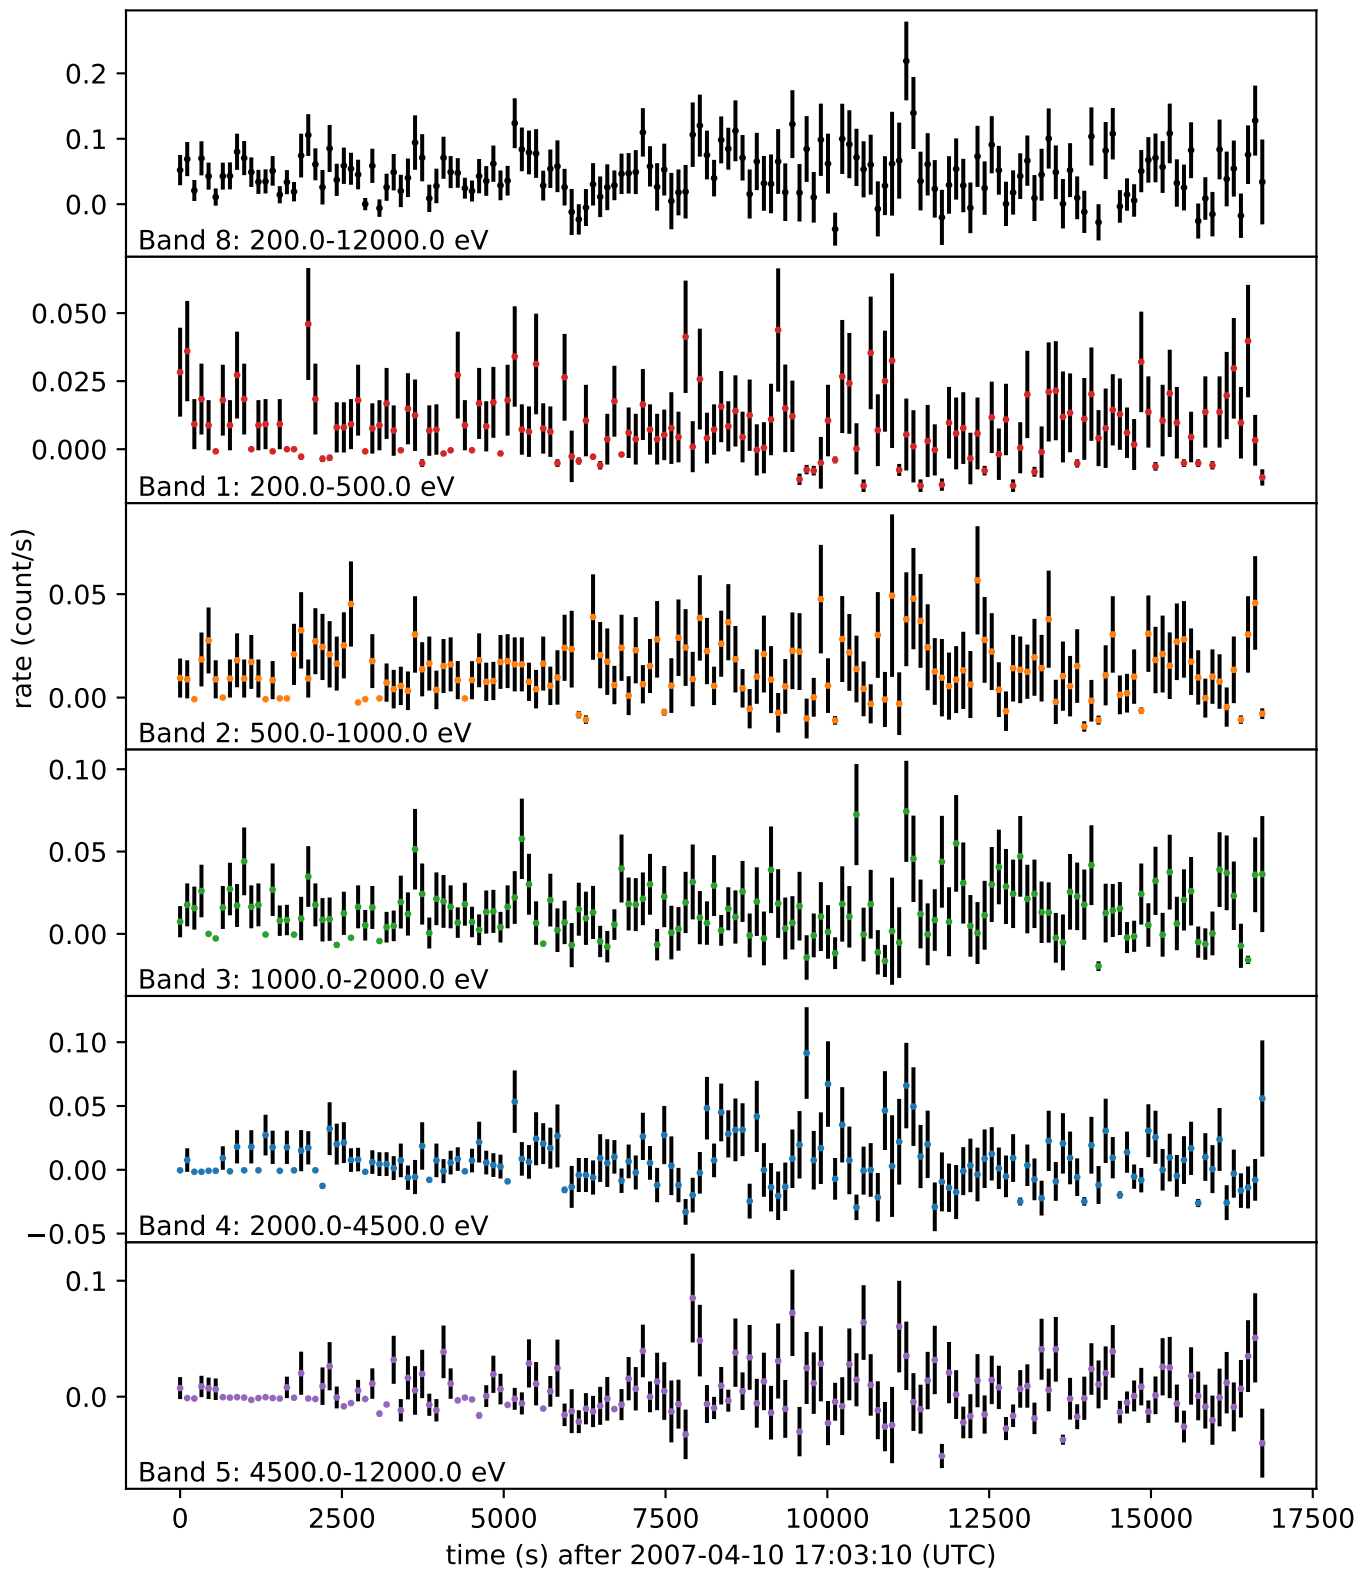 0.2
0.1
0.0
Band 8: 200.0-12000.0 eV
0.050
0.025
0.000
Band 1: 200.0-500.0 eV
rate (count/s)
0.05
0.00
Band 2: 500.0-1000.0 eV
0.10
0.05
0.00
Band 3: 1000.0-2000.0 eV
0.10
0.05
0.00
−0.05
Band 4: 2000.0-4500.0 eV
0.1
0.0
Band 5: 4500.0-12000.0 eV
0 2500 5000 7500 10000 12500 15000 17500
time (s) after 2007-04-10 17:03:10 (UTC)